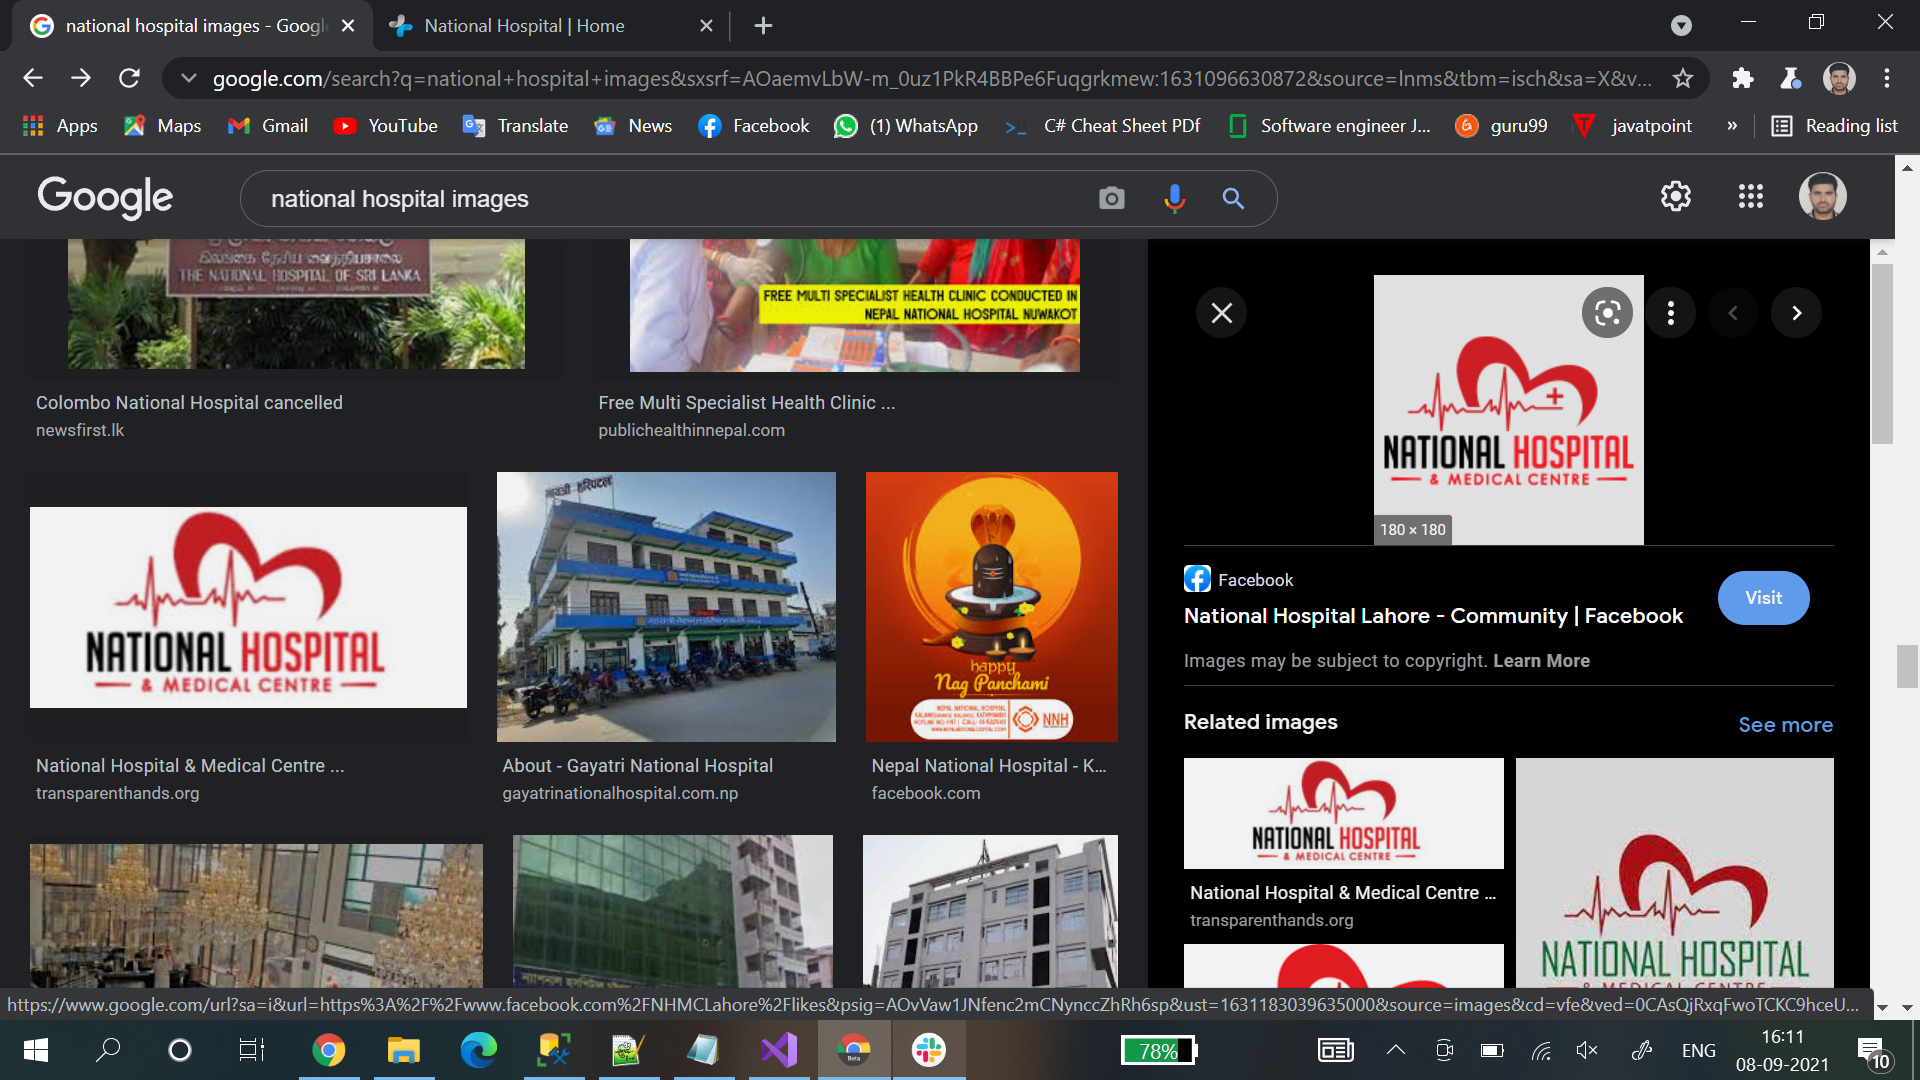 national hospital images - Googl
National Hospital | Home
google.com/search?q=national+hospital+images&sxsrf=AOaemvLbW-m_0uz1PkR4BBPe6Fuqgrkmew:1631096630872&source=lnms&tbm=isch&sa=X&v...
Apps
Maps
Gmail
YouTube
Translate
News
Facebook
(1) WhatsApp
C# Cheat Sheet PDf
Software engineer J...
guru99
javatpoint
»
Reading list
Google
national hospital images
இலங்கை தேசிய வைத்தியசாலை
THE NATIONAL HOSPITAL OF SRI LANKA
FREE MULTI SPECIALIST HEALTH CLINIC CONDUCTED IN
NEPAL NATIONAL HOSPITAL NUWAKOT
Colombo National Hospital cancelled
newsfirst.lk
Free Multi Specialist Health Clinic ...
publichealthinnepal.com
NATIONAL HOSPITAL
& MEDICAL CENTRE
happy
Nag Panchami
NEPAL NATIONAL HOSPITAL
NNH
National Hospital & Medical Centre ...
transparenthands.org
About - Gayatri National Hospital
gayatrinationalhospital.com.np
Nepal National Hospital - K...
facebook.com
NATIONAL HOSPITAL
& MEDICAL CENTRE
180 × 180
Facebook
National Hospital Lahore - Community | Facebook
Visit
Images may be subject to copyright. Learn More
Related images
See more
NATIONAL HOSPITAL
& MEDICAL CENTRE
National Hospital & Medical Centre ...
transparenthands.org
NATIONAL HOSPITAL
https://www.google.com/url?sa=i&url=https%3A%2F%2Fwww.facebook.com%2FNHMCLahore%2Flikes&psig=AOvVaw1JNfenc2mCNynccZhRh6sp&ust=1631183039635000&source=images&cd=vfe&ved=0CAsQjRxqFwoTCKC9hceU...
Beta
78%
ENG
16:11
08-09-2021
10